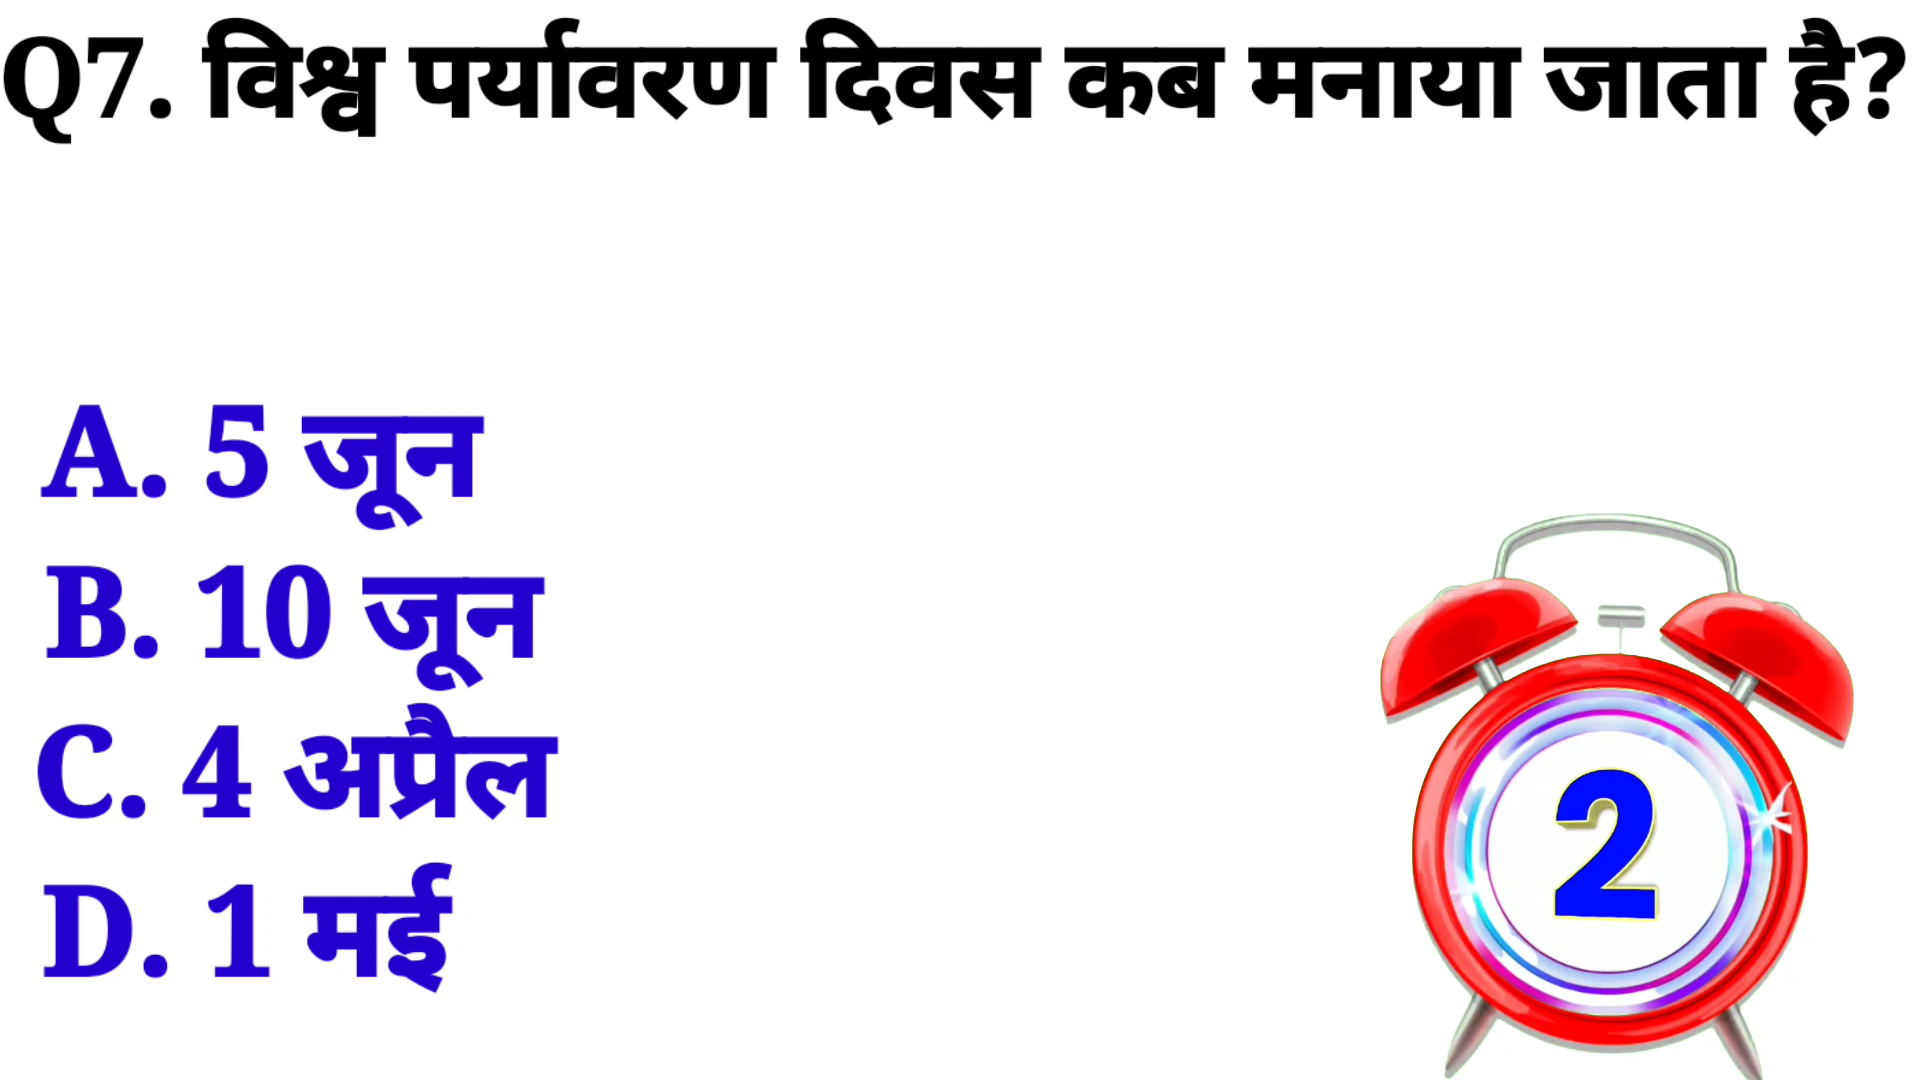 Q7. विश्व पर्यावरण दिवस कब मनाया जाता है?
A. 5 जून
B. 10 जून
C. 4 अप्रैल
D. 1 मई
2